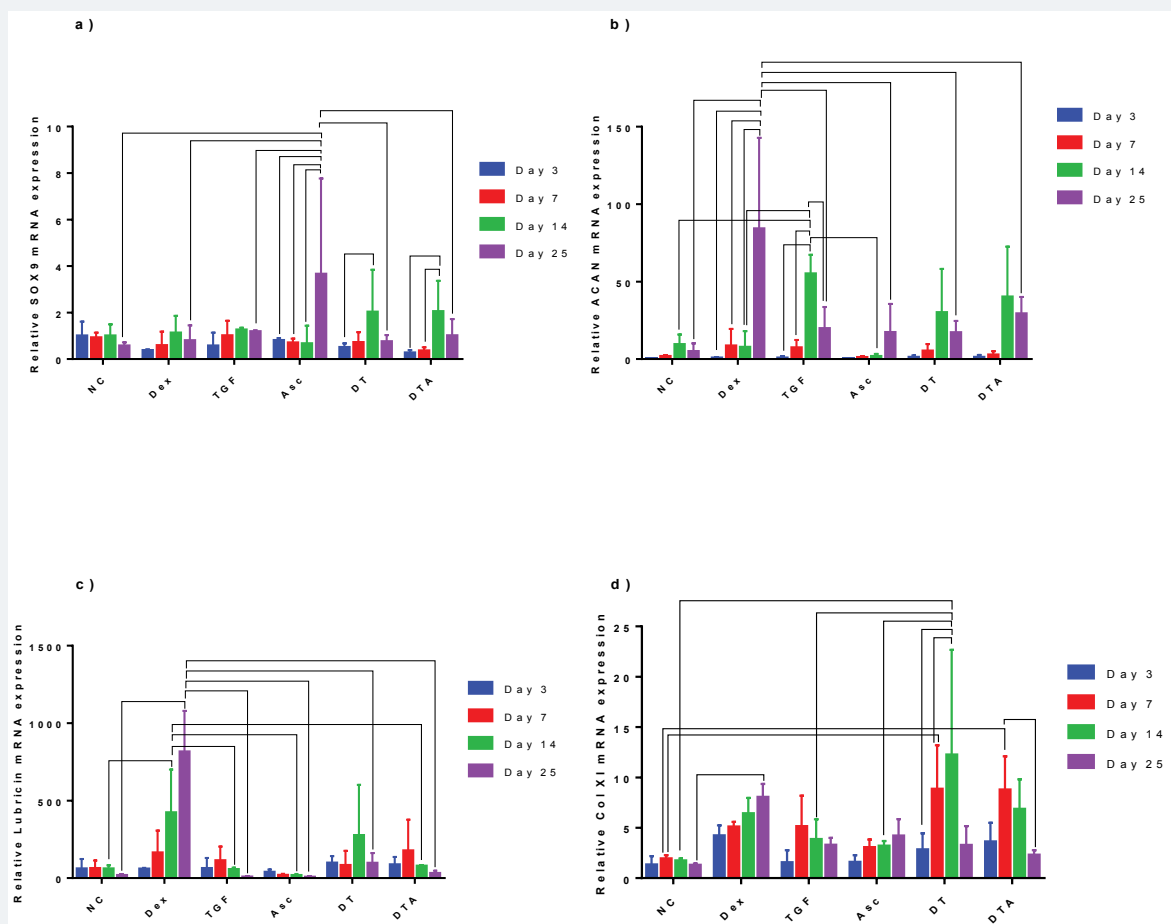 a)
Relative SOX9 mRNA expression
10
8
6
4
2
0
NC
Dex
TGF
Asc
DT
DTA
Day 3
Day 7
Day 14
Day 25
b)
Relative ACAN mRNA expression
150
100
50
0
NC
Dex
TGF
Asc
DT
DTA
Day 3
Day 7
Day 14
Day 25
c)
Relative Lubricin mRNA expression
1500
1000
500
0
NC
Dex
TGF
Asc
DT
DTA
Day 3
Day 7
Day 14
Day 25
d)
Relative Col XI mRNA expression
25
20
15
10
5
0
NC
Dex
TGF
Asc
DT
DTA
Day 3
Day 7
Day 14
Day 25